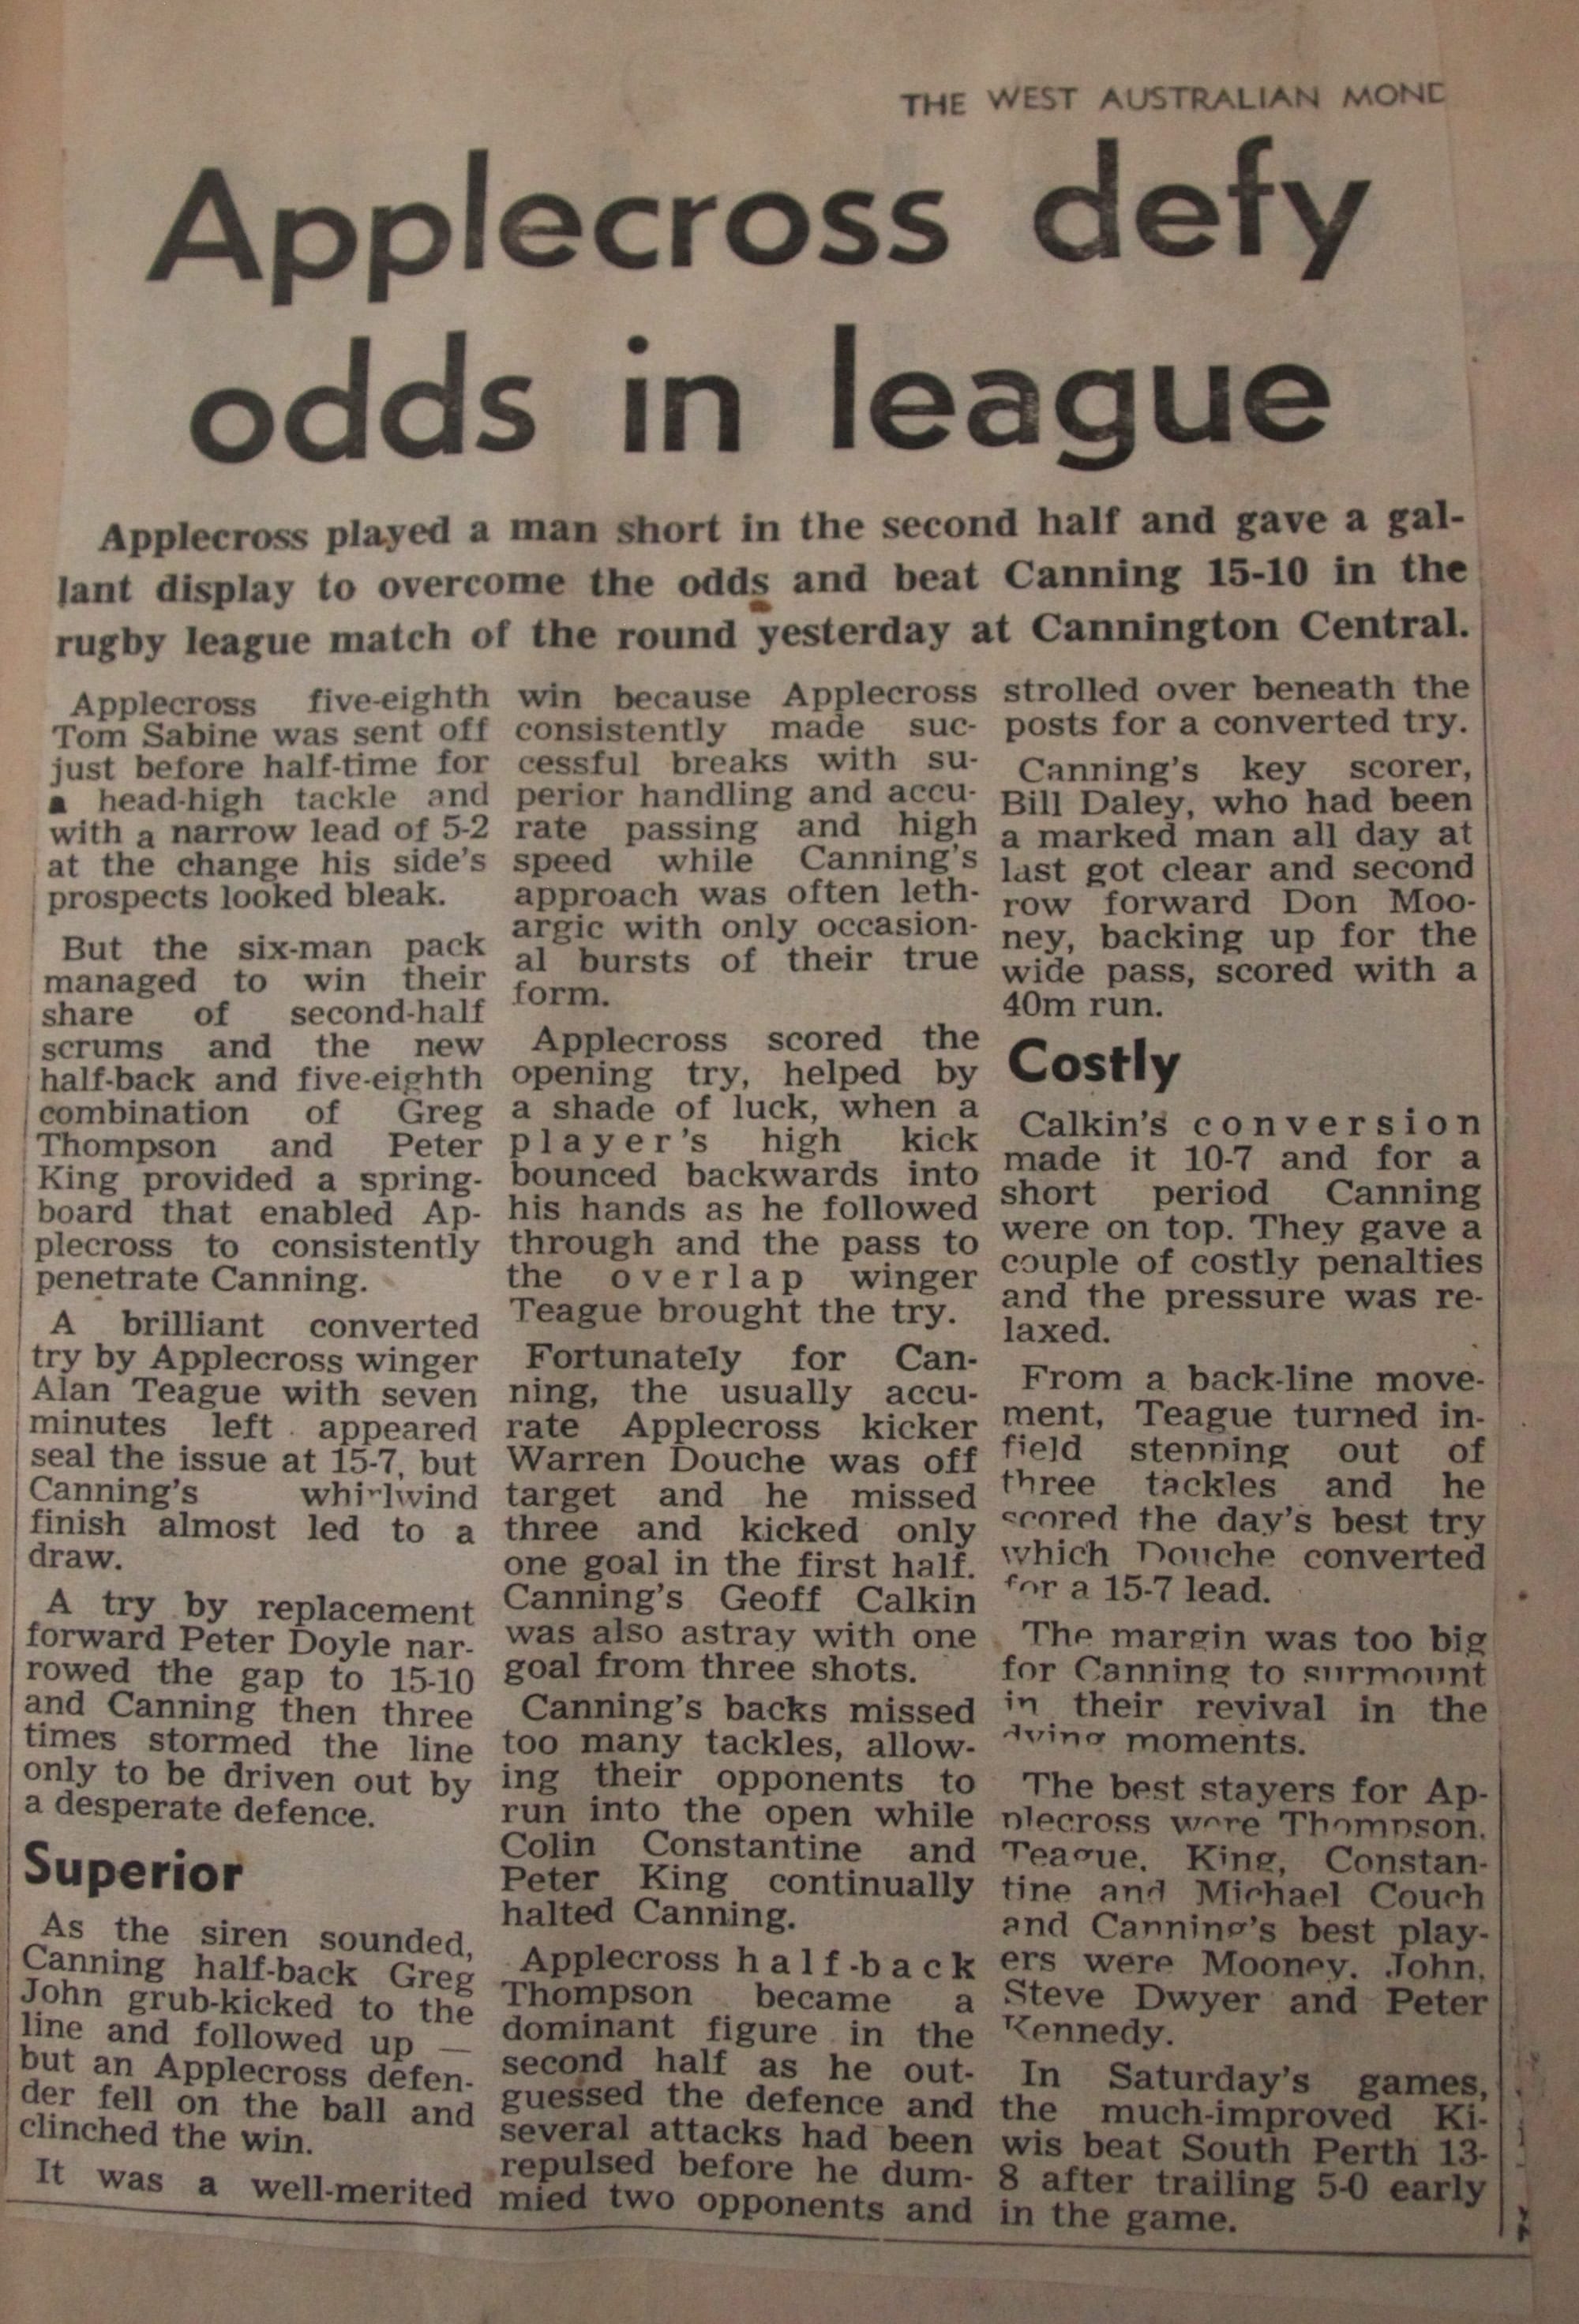 THE WEST AUSTRALIAN MOND
Applecross defy
odds in league
Applecross played a man short in the second half and gave a gal-
lant display to overcome the odds and beat Canning 15-10 in the
rugby league match of the round yesterday at Cannington Central.
Applecross five-eighth
Tom Sabine was sent off
just before half-time for
a head-high tackle and
with a narrow lead of 5-2
at the change his side's
prospects looked bleak.
But the six-man pack
managed to win their
share of second-half
scrums and the new
half-back and five-eighth
combination of Greg
Thompson and Peter
King provided a spring-
board that enabled Ap-
plecross to consistently
penetrate Canning.
A brilliant converted
try by Applecross winger
Alan Teague with seven
minutes left appeared
seal the issue at 15-7, but
Canning's whirlwind
finish almost led to a
draw.
A try by replacement
forward Peter Doyle nar-
rowed the gap to 15-10
and Canning then three
times stormed the line
only to be driven out by
a desperate defence.
Superior
As the siren sounded,
Canning half-back Greg
John grub-kicked to the
line and followed up —
but an Applecross defen-
der fell on the ball and
clinched the win.
It was a well-merited
win because Applecross
consistently made suc-
cessful breaks with su-
perior handling and accu-
rate passing and high
speed while Canning's
approach was often leth-
argic with only occasion-
al bursts of their true
form.
Applecross scored the
opening try, helped by
a shade of luck, when a
player's high kick
bounced backwards into
his hands as he followed
through and the pass to
the overlap winger
Teague brought the try.
Fortunately for Can-
ning, the usually accu-
rate Applecross kicker
Warren Douche was off
target and he missed
three and kicked only
one goal in the first half.
Canning's Geoff Calkin
was also astray with one
goal from three shots.
Canning's backs missed
too many tackles, allow-
ing their opponents to
run into the open while
Colin Constantine and
Peter King continually
halted Canning.
Applecross half-back
Thompson became a
dominant figure in the
second half as he out-
guessed the defence and
several attacks had been
repulsed before he dum-
mied two opponents and
strolled over beneath the
posts for a converted try.
Canning's key scorer,
Bill Daley, who had been
a marked man all day at
last got clear and second
row forward Don Moo-
ney, backing up for the
wide pass, scored with a
40m run.
Costly
Calkin's conversion
made it 10-7 and for a
short period Canning
were on top. They gave a
couple of costly penalties
and the pressure was re-
laxed.
From a back-line move-
ment, Teague turned in-
field stepping out of
three tackles and he
scored the day's best try
which Douche converted
for a 15-7 lead.
The margin was too big
for Canning to surmount
in their revival in the
dying moments.
The best stayers for Ap-
plecross were Thompson,
Teague, King, Constan-
tine and Michael Couch
and Canning's best play-
ers were Mooney, John,
Steve Dwyer and Peter
Kennedy.
In Saturday's games,
the much-improved Ki-
wis beat South Perth 13-
8 after trailing 5-0 early
in the game.